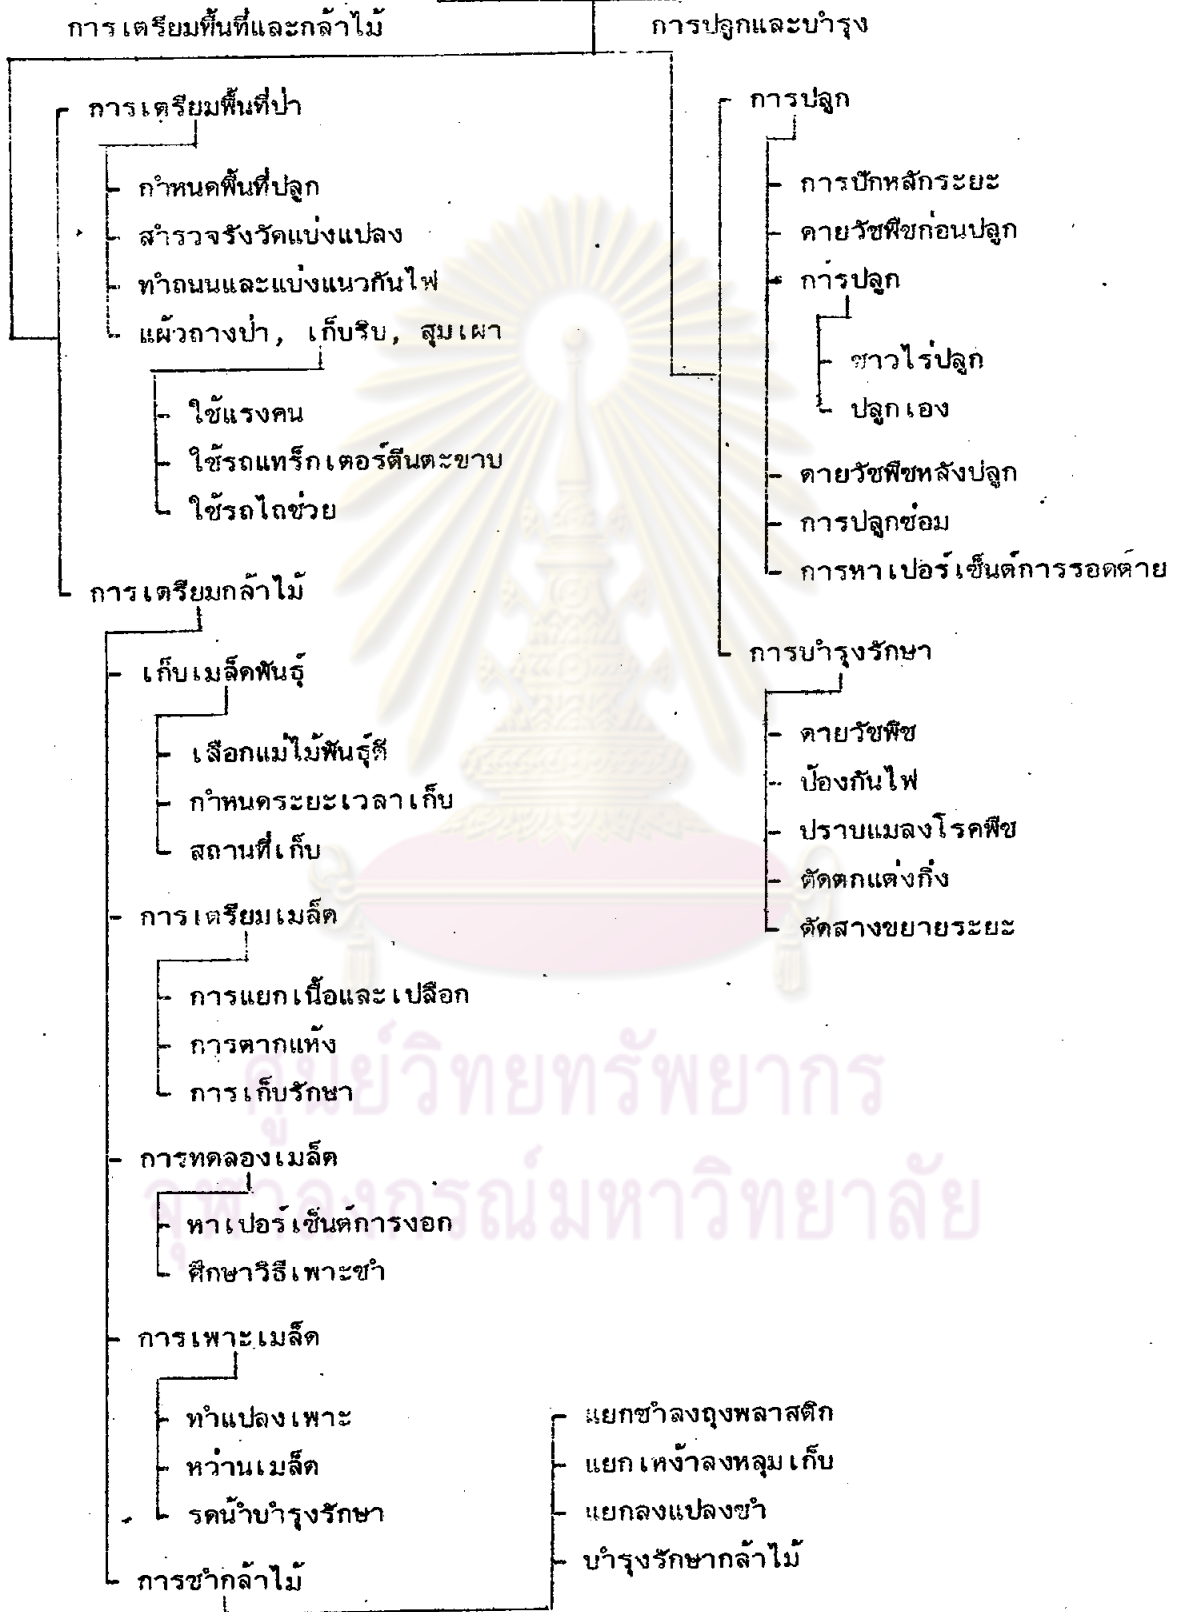 การเตรียมพื้นที่และกล้าไม้
การปลูกและบำรุง
การเตรียมพื้นที่ป่า
- กำหนดพื้นที่ปลูก
- สำรวจรังวัดแบ่งแปลง
- ทำถนนและแบ่งแนวกันไฟ
- แผ้วถางป่า, เก็บริบ, สุมเผา
- ใช้แรงคน
- ใช้รถแทร็กเตอร์ตีนตะขาบ
- ใช้รถไถช่วย
- การเตรียมกล้าไม้
- เก็บเมล็ดพันธุ์
- เลือกแม่ไม้พันธุ์ดี
- กำหนดระยะเวลาเก็บ
- สถานที่เก็บ
- การเตรียมเมล็ด
- การแยกเนื้อและเปลือก
- การตากแห้ง
- การเก็บรักษา
- การทดลองเมล็ด
- หาเปอร์เซ็นต์การงอก
- ศึกษาวิธีเพาะชำ
- การเพาะเมล็ด
- ทำแปลงเพาะ
- หว่านเมล็ด
- รดน้ำบำรุงรักษา
- การชำกล้าไม้
- แยกชำลงถุงพลาสติก
- แยกเหง้าลงหลุมเก็บ
- แยกลงแปลงชำ
- บำรุงรักษากล้าไม้
- การปลูก
- การปักหลักระยะ
- ดายวัชพืชก่อนปลูก
- การปลูก
- ชาวไร่ปลูก
- ปลูกเอง
- ดายวัชพืชหลังปลูก
- การปลูกซ่อม
- การหาเปอร์เซ็นต์การรอดตาย
- การบำรุงรักษา
- ดายวัชพืช
- ป้องกันไฟ
- ปราบแมลงโรคพืช
- ตัดตกแต่งกิ่ง
- ตัดสางขยายระยะ
ศูนย์วิทยทรัพยากร
จุฬาลงกรณ์มหาวิทยาลัย